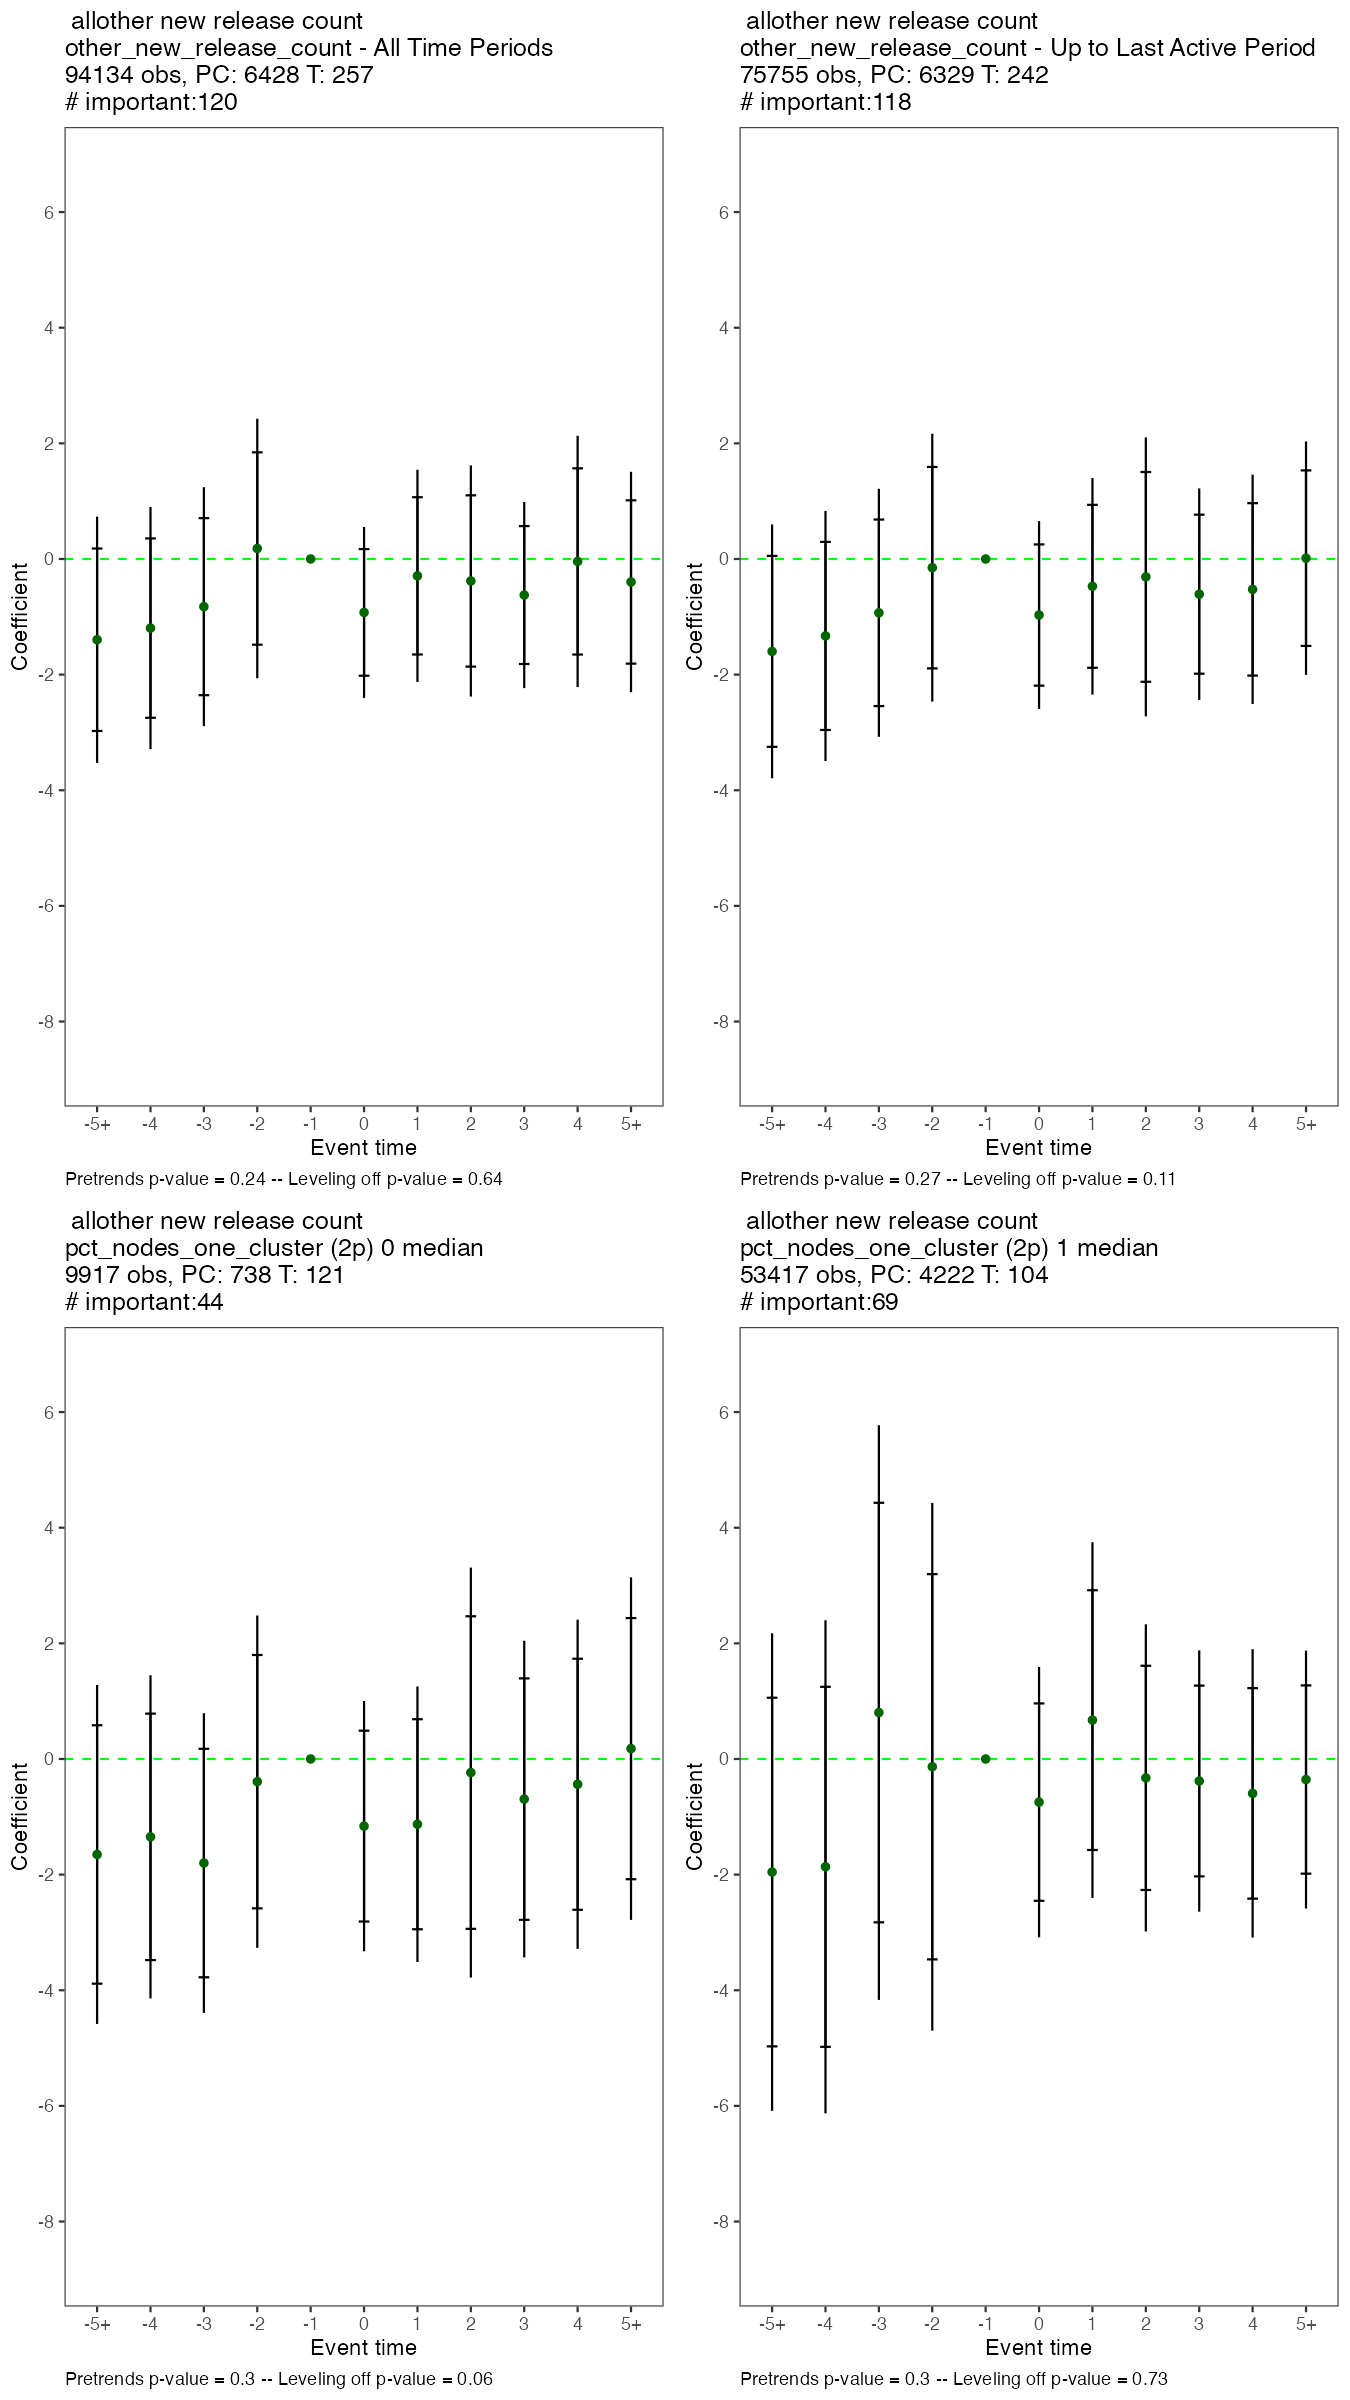 allother new release count
other_new_release_count - All Time Periods
94134 obs, PC: 6428 T: 257
# important:120
6
4
2
0
-2
-4
-6
-8
Coefficient
-5+ -4 -3 -2 -1 0 1 2 3 4 5+
Event time
Pretrends p-value = 0.24 -- Leveling off p-value = 0.64
allother new release count
other_new_release_count - Up to Last Active Period
75755 obs, PC: 6329 T: 242
# important:118
6
4
2
0
-2
-4
-6
-8
Coefficient
-5+ -4 -3 -2 -1 0 1 2 3 4 5+
Event time
Pretrends p-value = 0.27 -- Leveling off p-value = 0.11
allother new release count
pct_nodes_one_cluster (2p) 0 median
9917 obs, PC: 738 T: 121
# important:44
6
4
2
0
-2
-4
-6
-8
Coefficient
-5+ -4 -3 -2 -1 0 1 2 3 4 5+
Event time
Pretrends p-value = 0.3 -- Leveling off p-value = 0.06
allother new release count
pct_nodes_one_cluster (2p) 1 median
53417 obs, PC: 4222 T: 104
# important:69
6
4
2
0
-2
-4
-6
-8
Coefficient
-5+ -4 -3 -2 -1 0 1 2 3 4 5+
Event time
Pretrends p-value = 0.3 -- Leveling off p-value = 0.73